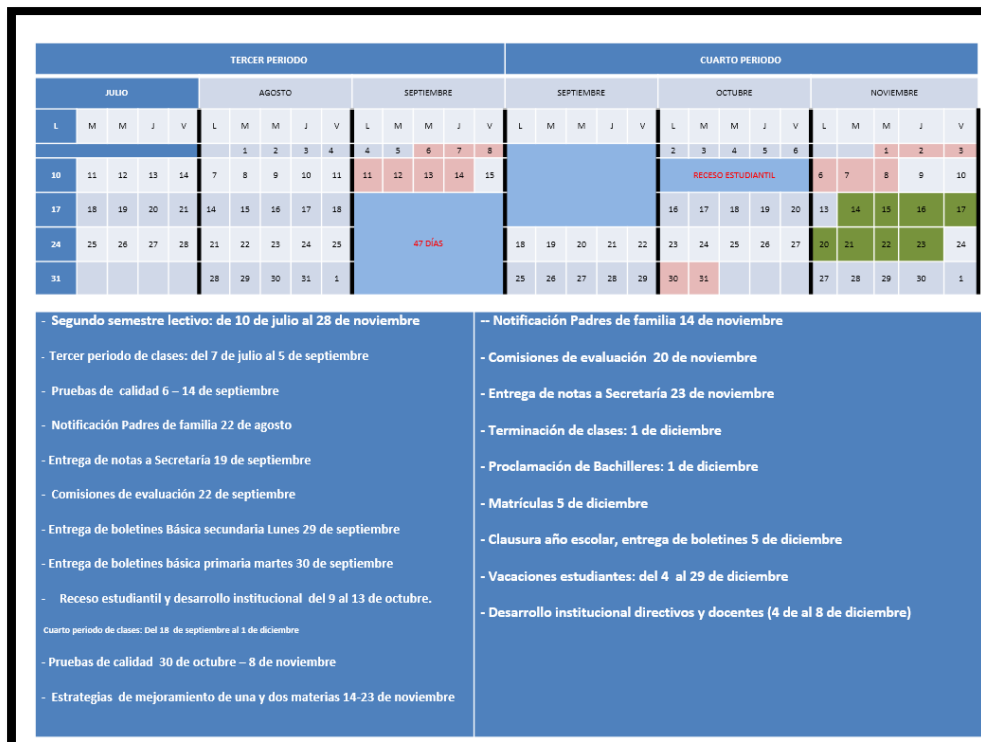 TERCER PERIODO CUARTO PERIODO
JULIO AGOSTO SEPTIEMBRE SEPTIEMBRE OCTUBRE NOVIEMBRE
L M M J V L M M J V L M M J V L M M J V L M M J V L M M J V
1 2 3 4 4 5 6 7 8 2 3 4 5 6 1 2 3
10 11 12 13 14 7 8 9 10 11 11 12 13 14 15 RECESO ESTUDIANTIL 6 7 8 9 10
17 18 19 20 21 14 15 16 17 18 16 17 18 19 20 13 14 15 16 17
24 25 26 27 28 21 22 23 24 25 47 DÍAS 18 19 20 21 22 23 24 25 26 27 20 21 22 23 24
31 28 29 30 31 1 25 26 27 28 29 30 31 27 28 29 30 1
- Segundo semestre lectivo: de 10 de julio al 28 de noviembre
- Tercer periodo de clases: del 7 de julio al 5 de septiembre
- Pruebas de calidad 6 – 14 de septiembre
- Notificación Padres de familia 22 de agosto
- Entrega de notas a Secretaría 19 de septiembre
- Comisiones de evaluación 22 de septiembre
- Entrega de boletines Básica secundaria Lunes 29 de septiembre
- Entrega de boletines básica primaria martes 30 de septiembre
- Receso estudiantil y desarrollo institucional del 9 al 13 de octubre.
Cuarto periodo de clases: Del 18 de septiembre al 1 de diciembre
- Pruebas de calidad 30 de octubre – 8 de noviembre
- Estrategias de mejoramiento de una y dos materias 14-23 de noviembre
-- Notificación Padres de familia 14 de noviembre
- Comisiones de evaluación 20 de noviembre
- Entrega de notas a Secretaría 23 de noviembre
- Terminación de clases: 1 de diciembre
- Proclamación de Bachilleres: 1 de diciembre
- Matrículas 5 de diciembre
- Clausura año escolar, entrega de boletines 5 de diciembre
- Vacaciones estudiantes: del 4 al 29 de diciembre
- Desarrollo institucional directivos y docentes (4 de al 8 de diciembre)